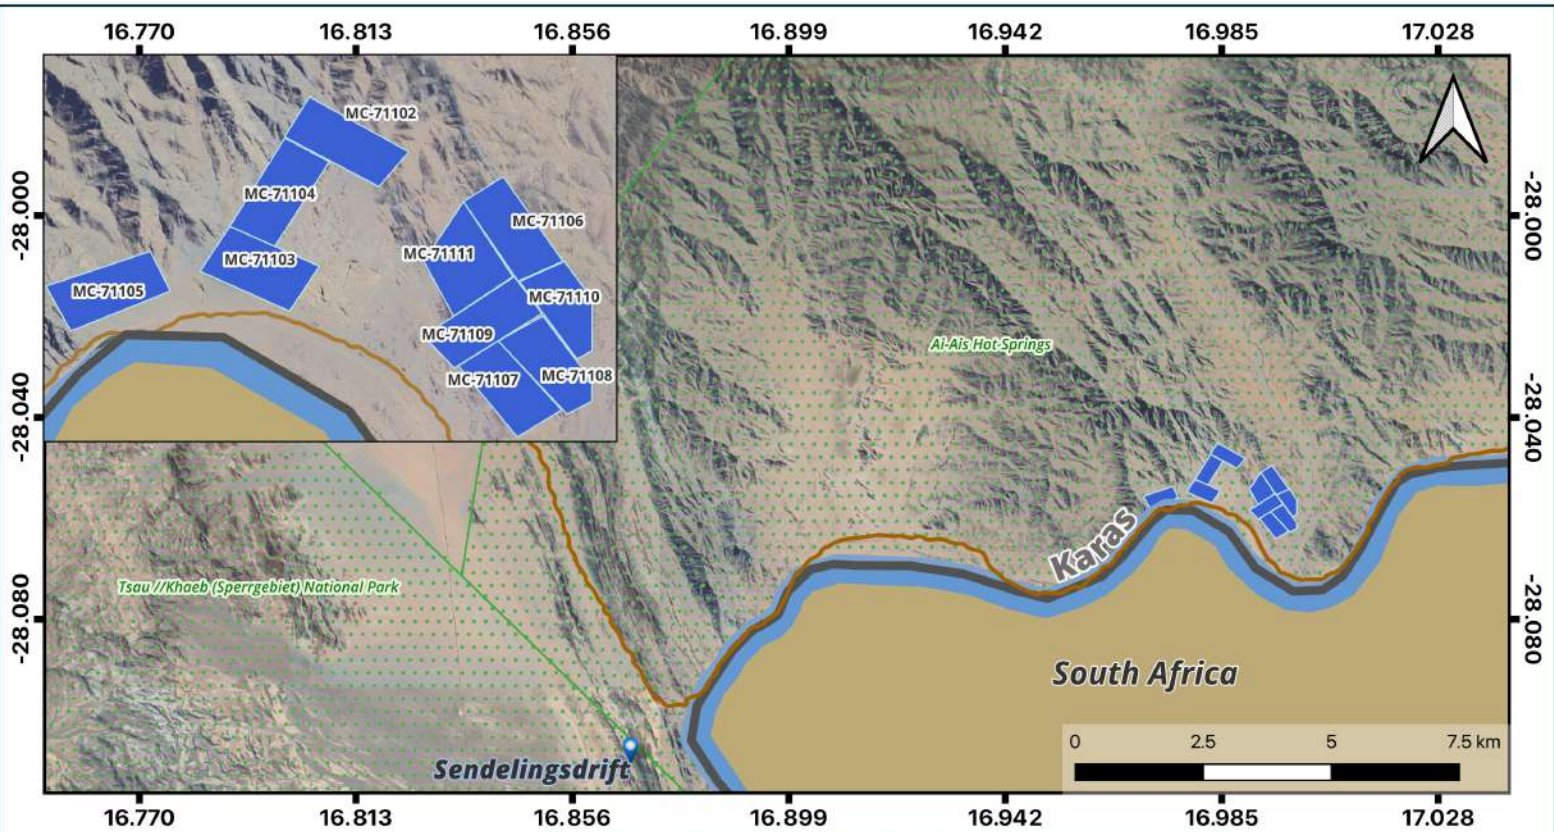 16.770 16.813 16.856 16.899 16.942 16.985 17.028
MC-71102
MC-71104
MC-71106
MC-71111
MC-71103
MC-71105
MC-71110
MC-71109
MC-71108
MC-71107
-28.000
-28.000
Ai-Ais Hot-Springs
-28.040
-28.040
Karas
Tsau //Khaeb (Sperrgebiet) National Park
-28.080
-28.080
South Africa
0 2.5 5 7.5 km
Sendelingsdrift
16.770 16.813 16.856 16.899 16.942 16.985 17.028